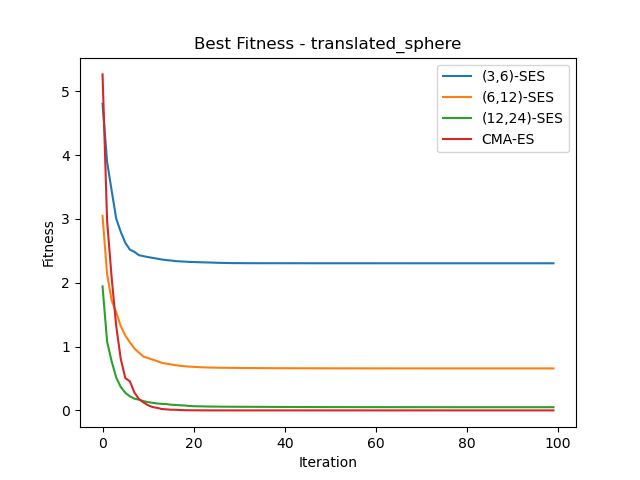 Best Fitness - translated_sphere
(3,6)-SES
(6,12)-SES
(12,24)-SES
CMA-ES
Fitness
5
4
3
2
1
0
0 20 40 60 80 100
Iteration